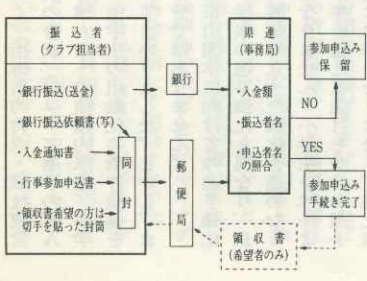 振込者
(クラブ担当者)
・銀行振込(送金)
・銀行振込依頼書(写)
・入金通知書
・行事参加申込書
・領収書希望の方は
切手を貼った封筒
同封
銀行
郵便局
県連
(事務局)
・入金額
・振込者名
・申込者名
の照合
NO
YES
参加申込み
保留
参加申込み
手続き完了
領収書
(希望者のみ)